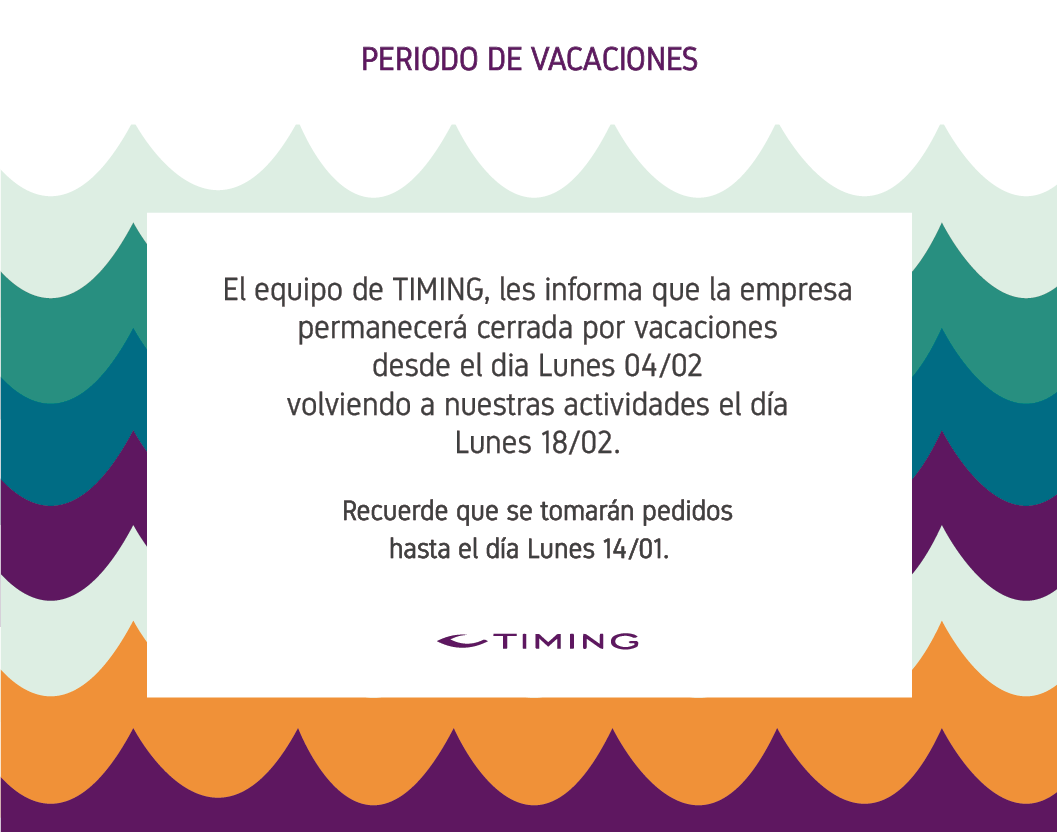 PERIODO DE VACACIONES
El equipo de TIMING, les informa que la empresa
permanecerá cerrada por vacaciones
desde el dia Lunes 04/02
volviendo a nuestras actividades el día
Lunes 18/02.
Recuerde que se tomarán pedidos
hasta el día Lunes 14/01.
TIMING